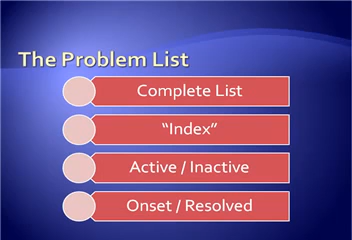 The Problem List
Complete List
“Index”
Active / Inactive
Onset / Resolved